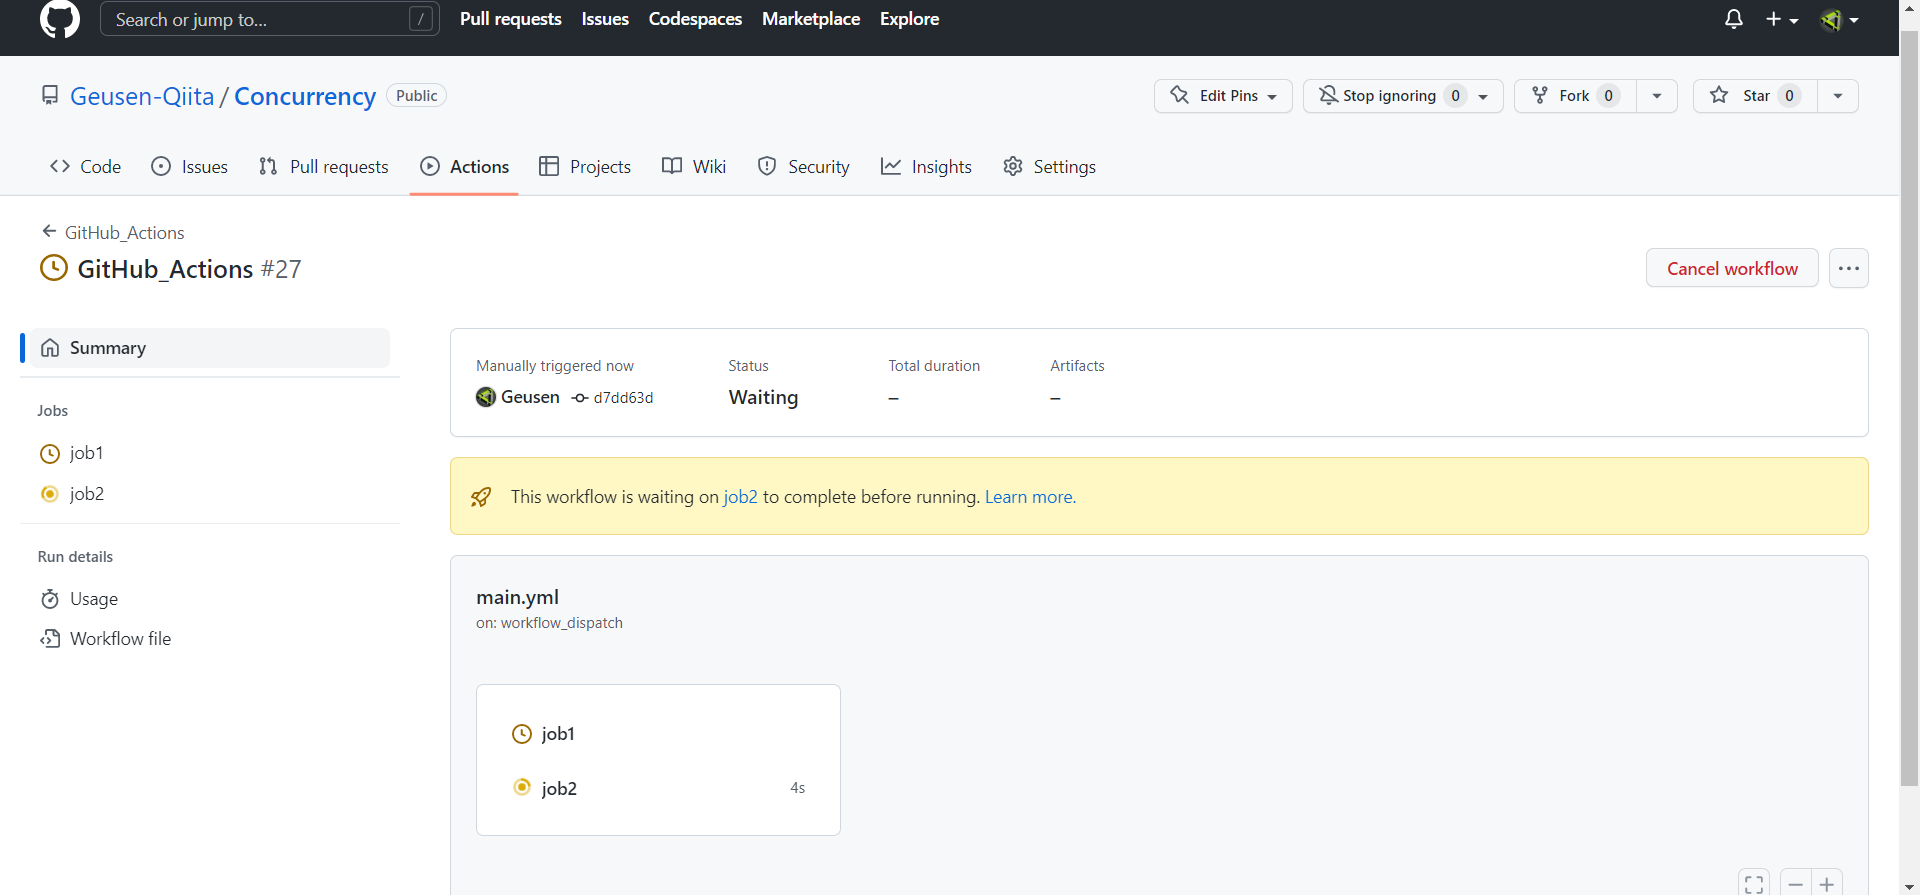 Search or jump to... /
Pull requests Issues Codespaces Marketplace Explore
Geusen-Qiita / Concurrency Public
Edit Pins Stop ignoring 0 Fork 0 Star 0
Code Issues Pull requests Actions Projects Wiki Security Insights Settings
GitHub_Actions
GitHub_Actions #27
Cancel workflow ...
Summary
Jobs
job1
job2
Run details
Usage
Workflow file
Manually triggered now Status Total duration Artifacts
Geusen d7dd63d Waiting – –
This workflow is waiting on job2 to complete before running. Learn more.
main.yml
on: workflow_dispatch
job1
job2 4s